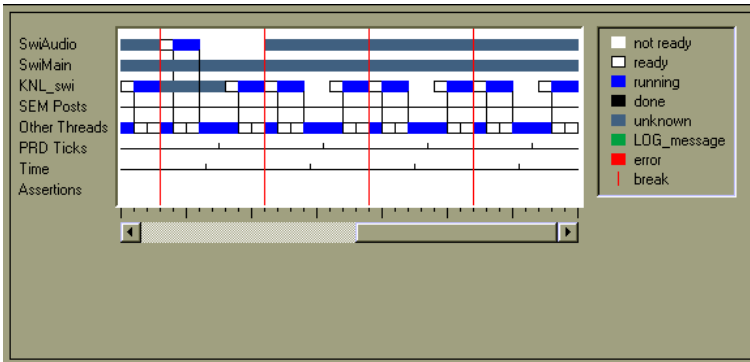 SwiAudio
SwiMain
KNL_swi
SEM Posts
Other Threads
PRD Ticks
Time
Assertions
not ready
ready
running
done
unknown
LOG_message
error
break